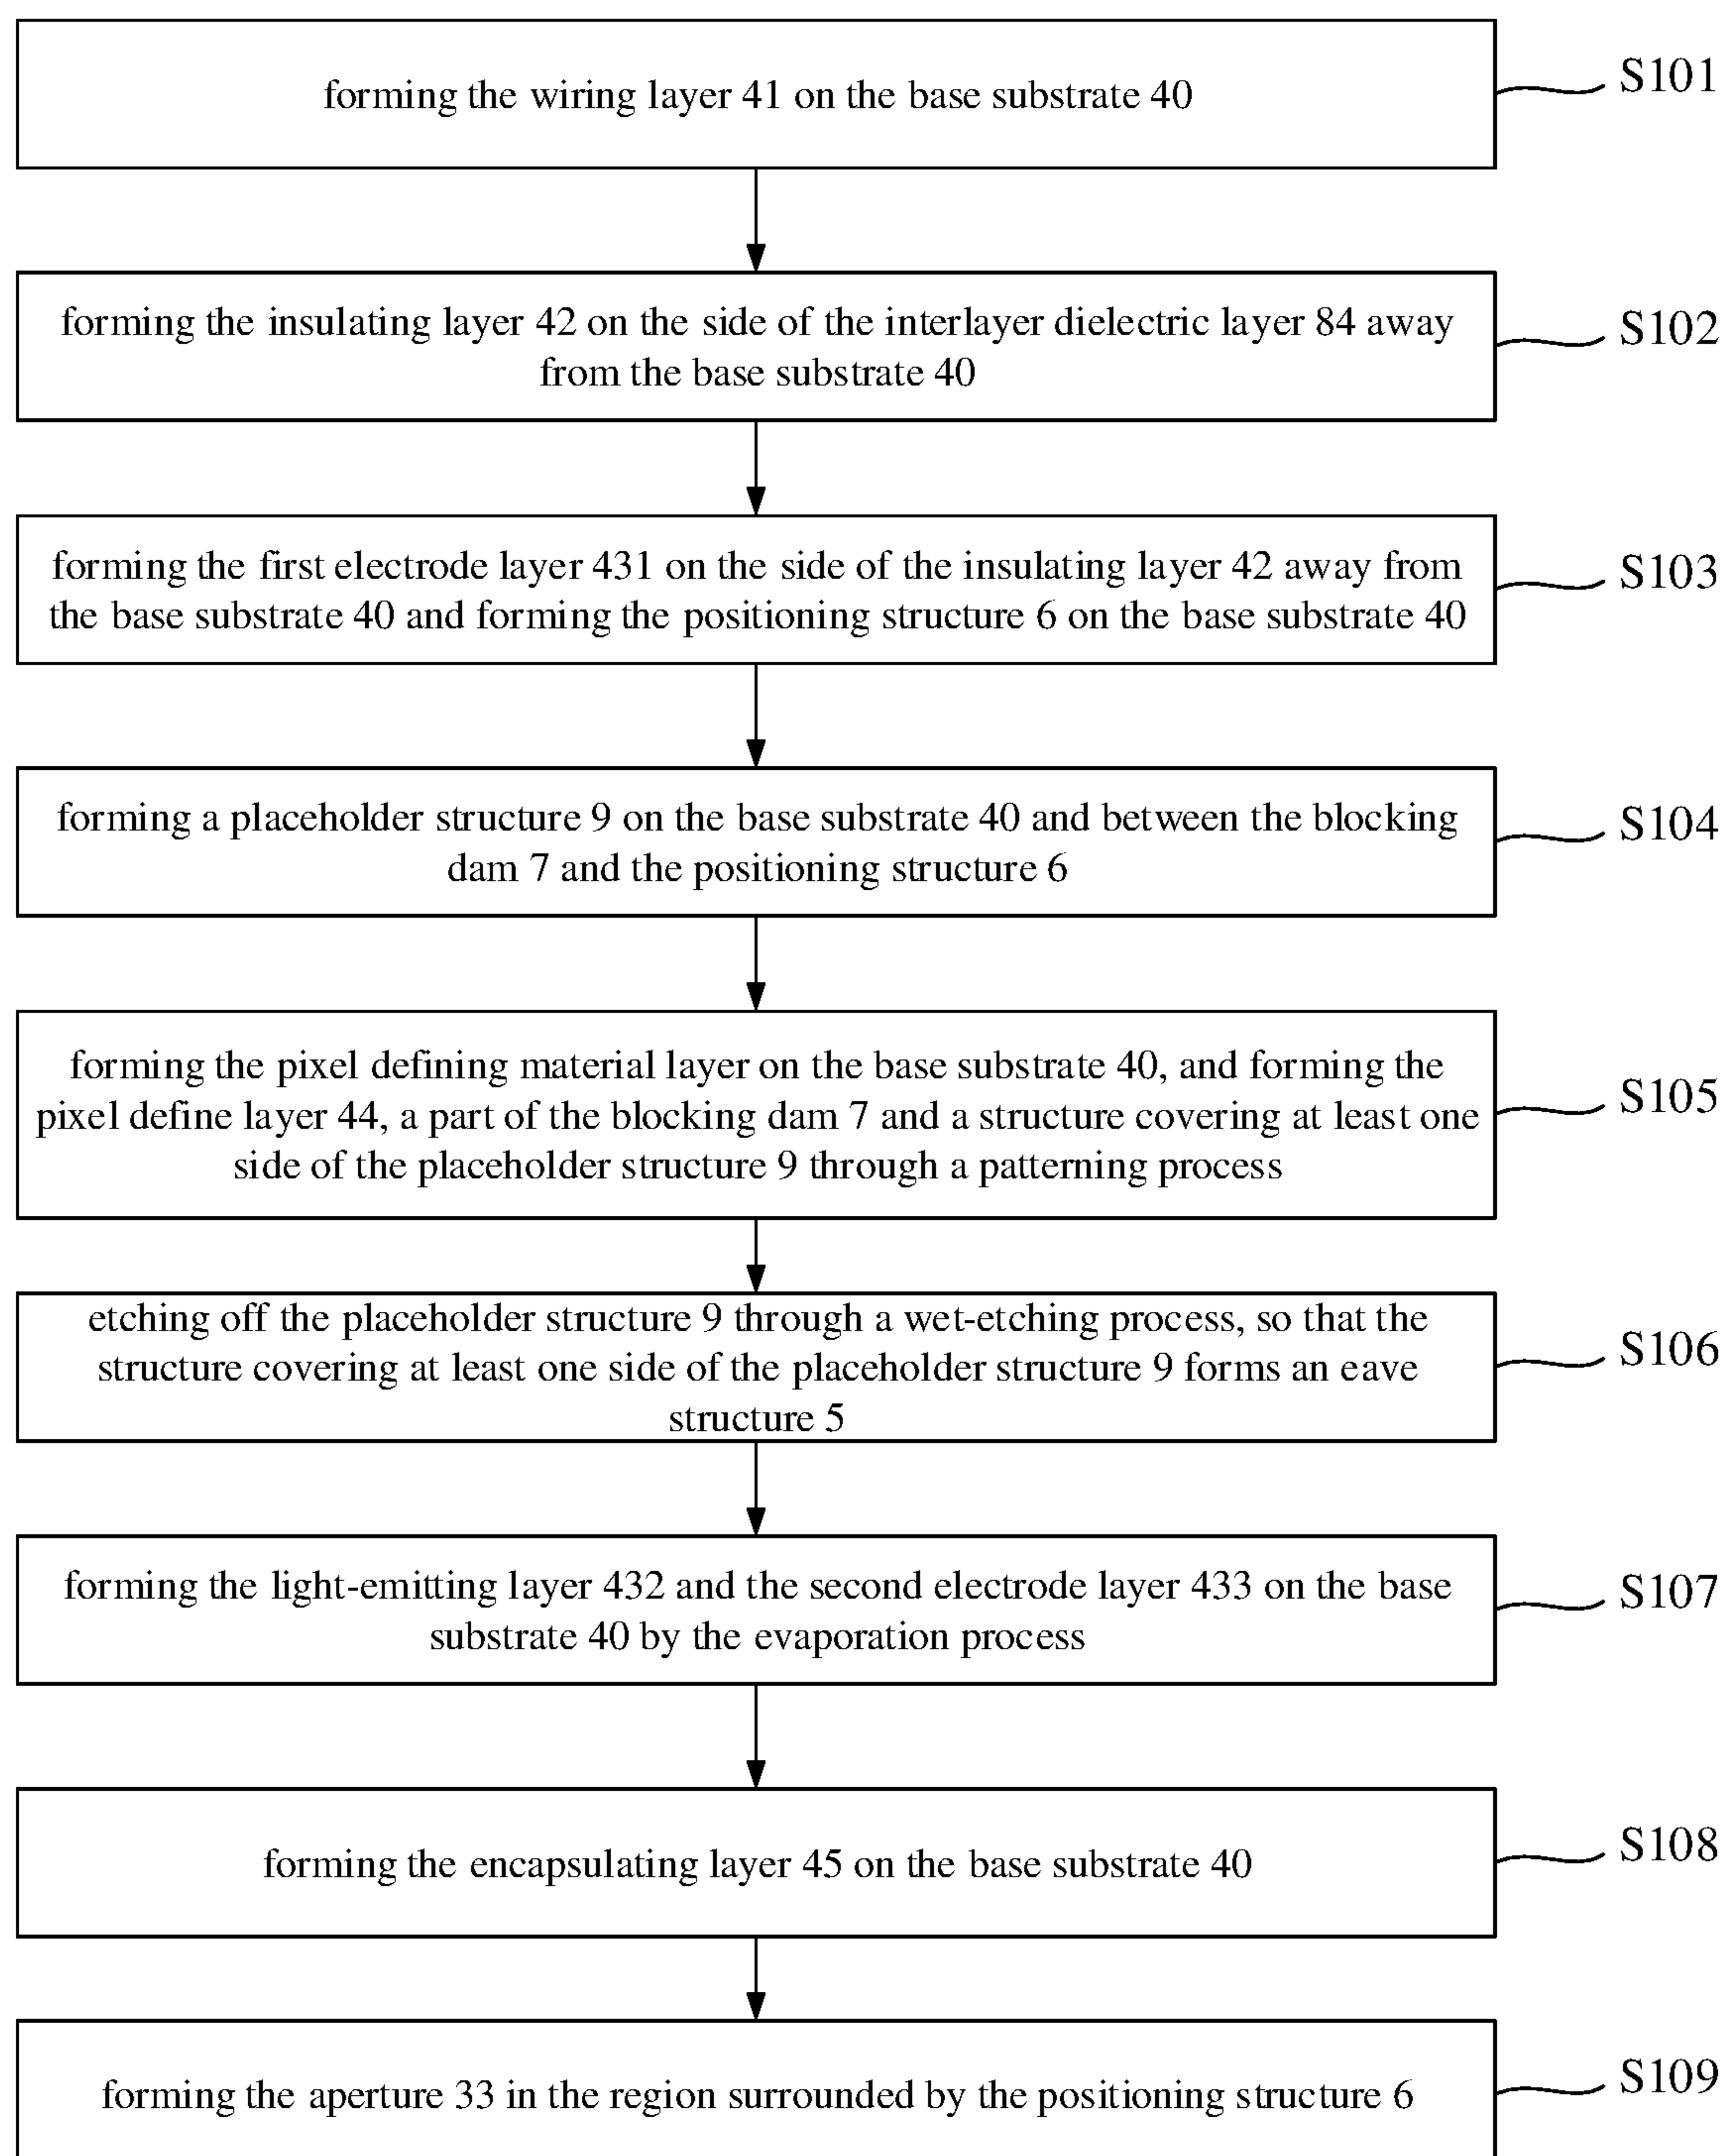 forming the wiring layer 41 on the base substrate 40
S101
forming the insulating layer 42 on the side of the interlayer dielectric layer 84 away
from the base substrate 40
S102
forming the first electrode layer 431 on the side of the insulating layer 42 away from
the base substrate 40 and forming the positioning structure 6 on the base substrate 40
S103
forming a placeholder structure 9 on the base substrate 40 and between the blocking
dam 7 and the positioning structure 6
S104
forming the pixel defining material layer on the base substrate 40, and forming the
pixel define layer 44, a part of the blocking dam 7 and a structure covering at least one
side of the placeholder structure 9 through a patterning process
S105
etching off the placeholder structure 9 through a wet-etching process, so that the
structure covering at least one side of the placeholder structure 9 forms an eave
structure 5
S106
forming the light-emitting layer 432 and the second electrode layer 433 on the base
substrate 40 by the evaporation process
S107
forming the encapsulating layer 45 on the base substrate 40
S108
forming the aperture 33 in the region surrounded by the positioning structure 6
S109